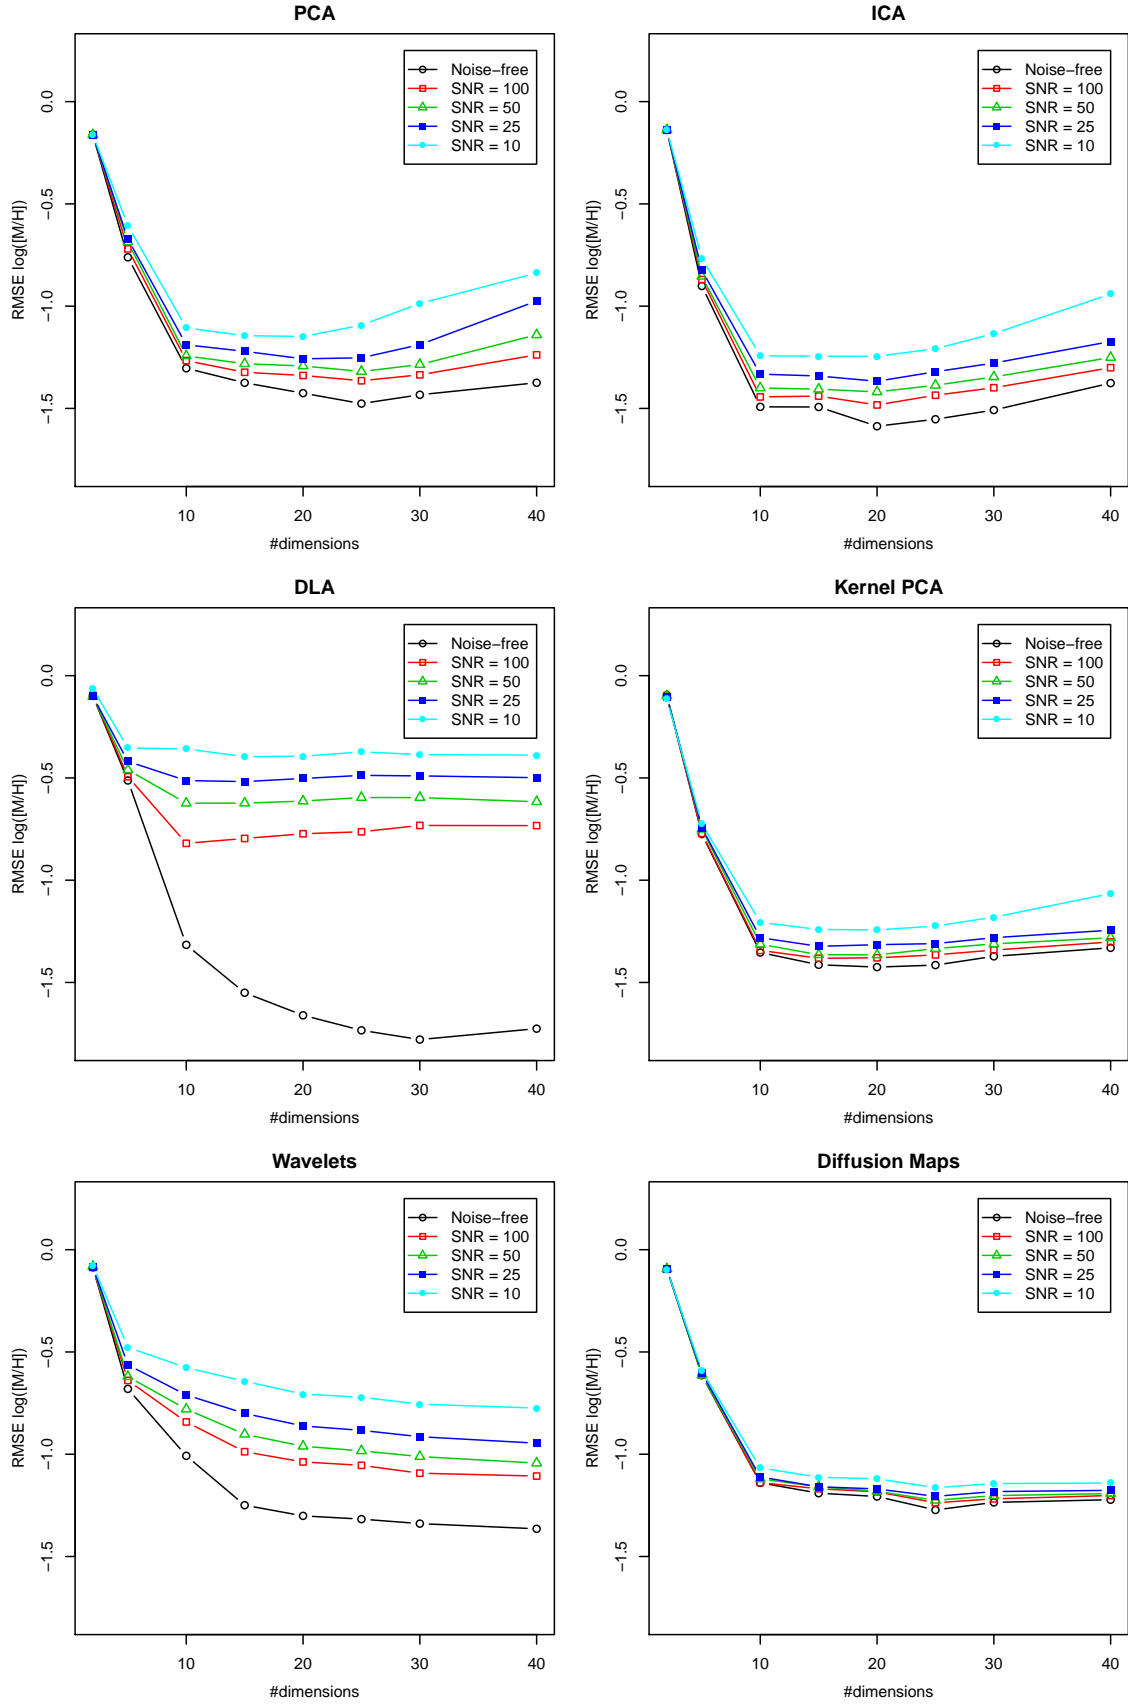 PCA
Noise−free
SNR = 100
SNR = 50
SNR = 25
SNR = 10
0.0
−0.5
−1.0
−1.5
RMSE log([M/H])
10 20 30 40
#dimensions
ICA
Noise−free
SNR = 100
SNR = 50
SNR = 25
SNR = 10
0.0
−0.5
−1.0
−1.5
RMSE log([M/H])
10 20 30 40
#dimensions
DLA
Noise−free
SNR = 100
SNR = 50
SNR = 25
SNR = 10
0.0
−0.5
−1.0
−1.5
RMSE log([M/H])
10 20 30 40
#dimensions
Kernel PCA
Noise−free
SNR = 100
SNR = 50
SNR = 25
SNR = 10
0.0
−0.5
−1.0
−1.5
RMSE log([M/H])
10 20 30 40
#dimensions
Wavelets
Noise−free
SNR = 100
SNR = 50
SNR = 25
SNR = 10
0.0
−0.5
−1.0
−1.5
RMSE log([M/H])
10 20 30 40
#dimensions
Diffusion Maps
Noise−free
SNR = 100
SNR = 50
SNR = 25
SNR = 10
0.0
−0.5
−1.0
−1.5
RMSE log([M/H])
10 20 30 40
#dimensions